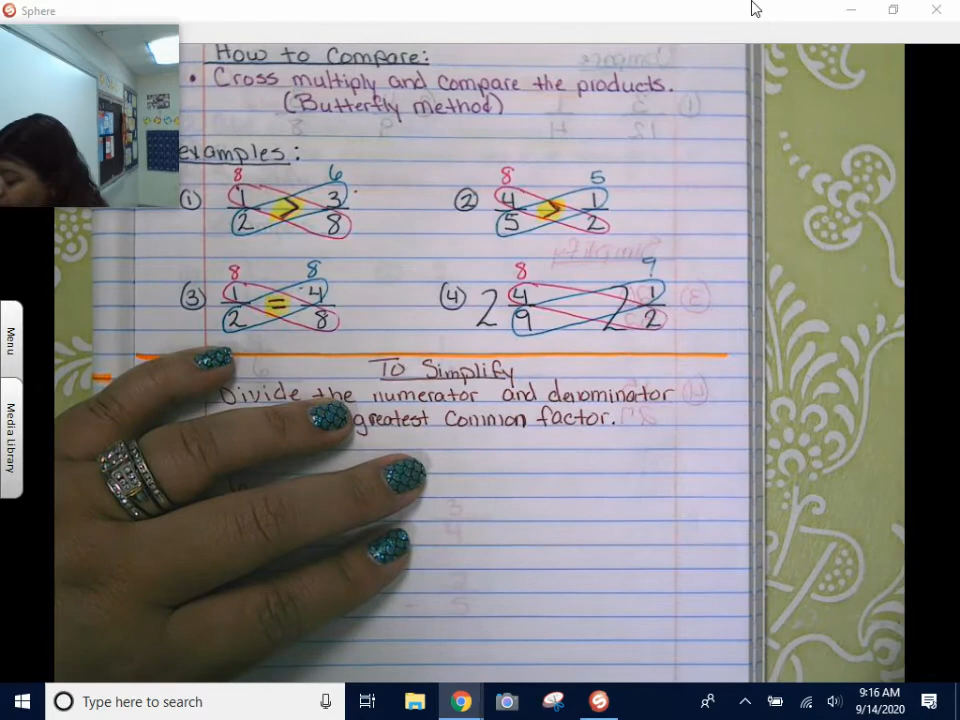 Sphere
How to Compare:
• Cross multiply and compare the products.
(Butterfly method)
examples:
8 6
① 1/2 > 3/8
8 5
② 4/5 > 1/2
8 8
③ 1/2 = 4/8
8 9
④ 2 4/9 2 1/2
To Simplify
Divide the numerator and denominator
greatest common factor.
Menu
Media Library
Type here to search
9:16 AM
9/14/2020